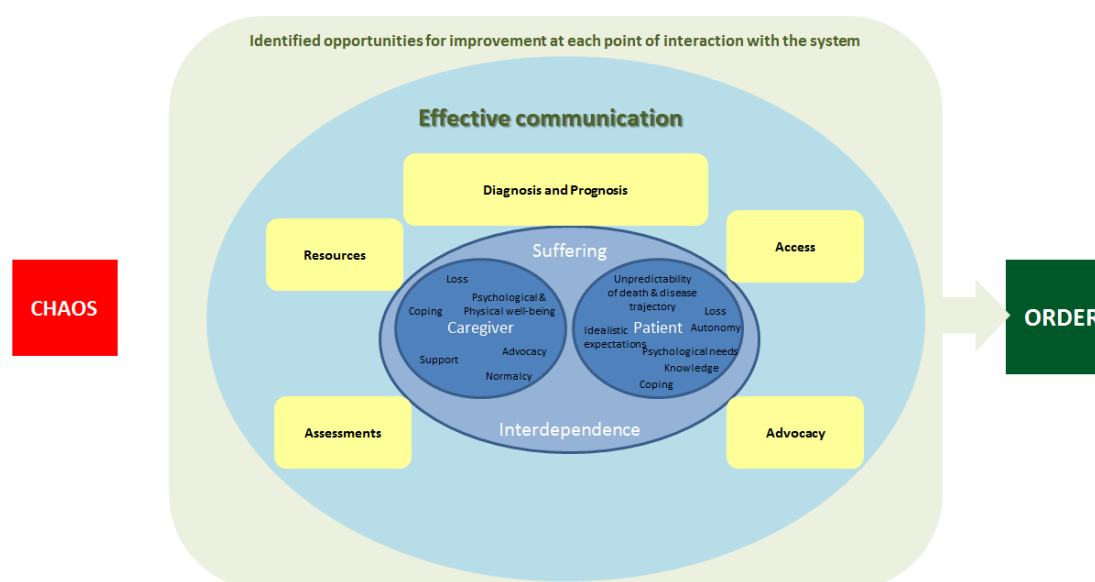 Identified opportunities for improvement at each point of interaction with the system
Effective communication
Diagnosis and Prognosis
Resources
Access
CHAOS
ORDER
Suffering
Loss
Psychological &
Physical well-being
Coping
Caregiver
Advocacy
Support
Normalcy
Unpredictability
of death & disease
trajectory
Loss
Autonomy
Idealistic
expectations
Patient
Psychological needs
Knowledge
Coping
Interdependence
Assessments
Advocacy